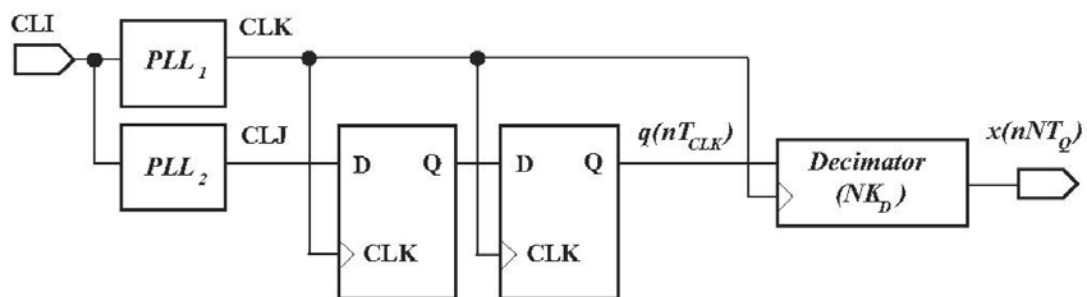 CLI
CLK
PLL1
CLJ
PLL2
D Q
CLK
D Q
CLK
q(nTCLK)
Decimator
(NKD)
x(nNTQ)